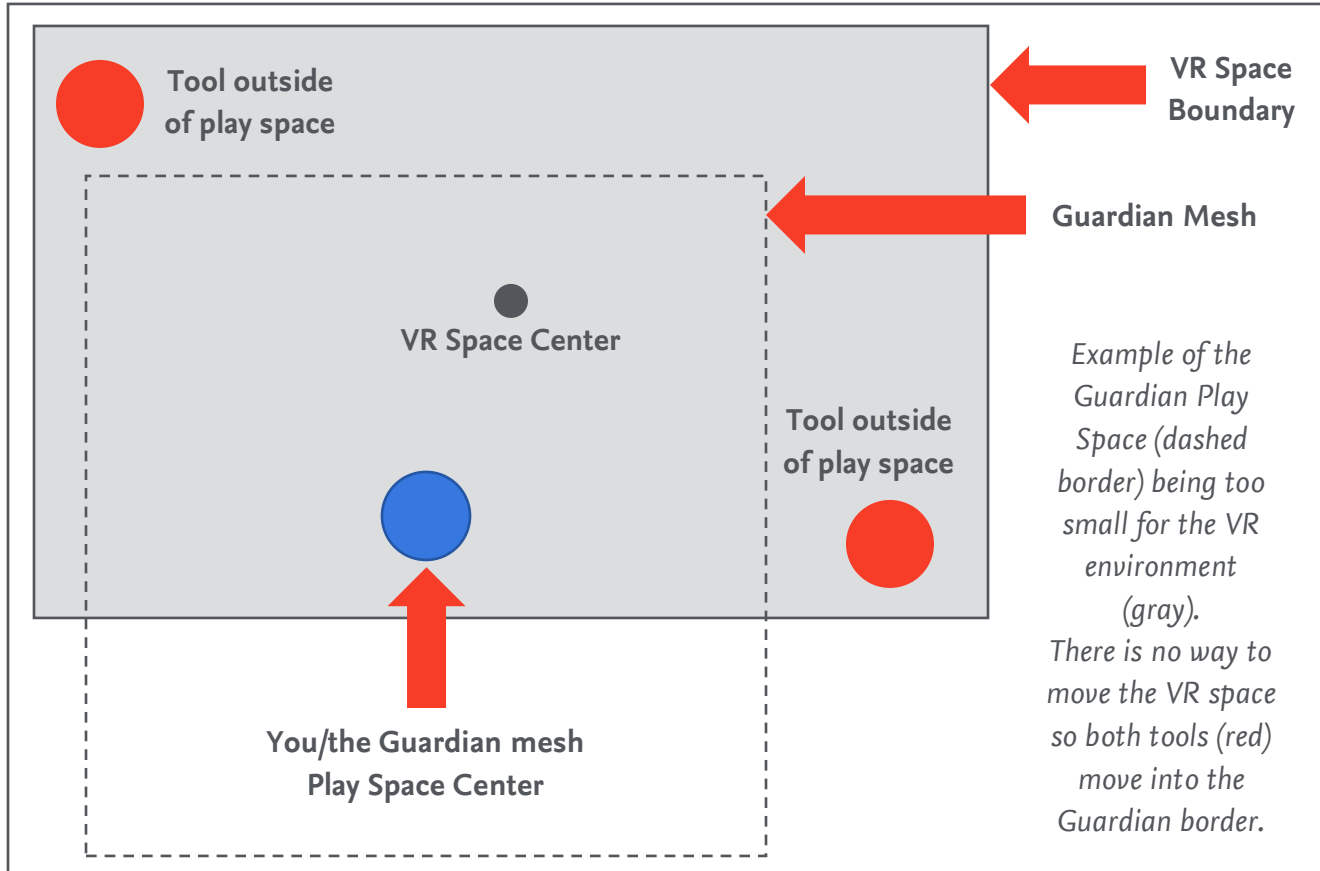 Tool outside
of play space
VR Space
Boundary
Guardian Mesh
VR Space Center
Tool outside
of play space
You/the Guardian mesh
Play Space Center
Example of the
Guardian Play
Space (dashed
border) being too
small for the VR
environment
(gray).
There is no way to
move the VR space
so both tools (red)
move into the
Guardian border.